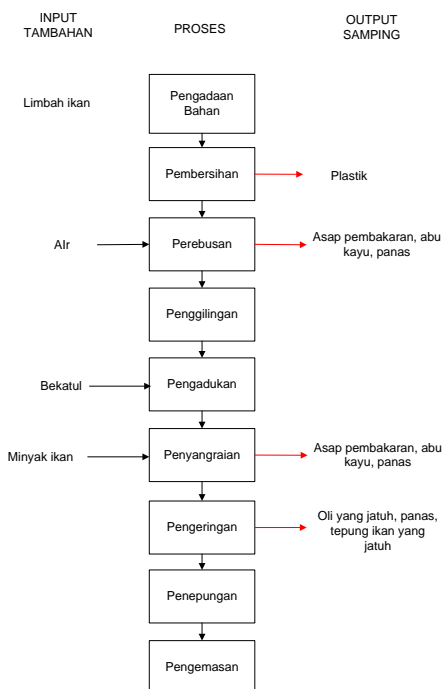 INPUT
TAMBAHAN
PROSES
OUTPUT
SAMPING
Limbah ikan
Pengadaan
Bahan
Pembersihan
Plastik
AIr
Perebusan
Asap pembakaran, abu
kayu, panas
Penggilingan
Bekatul
Pengadukan
Minyak ikan
Penyangraian
Asap pembakaran, abu
kayu, panas
Pengeringan
Oli yang jatuh, panas,
tepung ikan yang
jatuh
Penepungan
Pengemasan